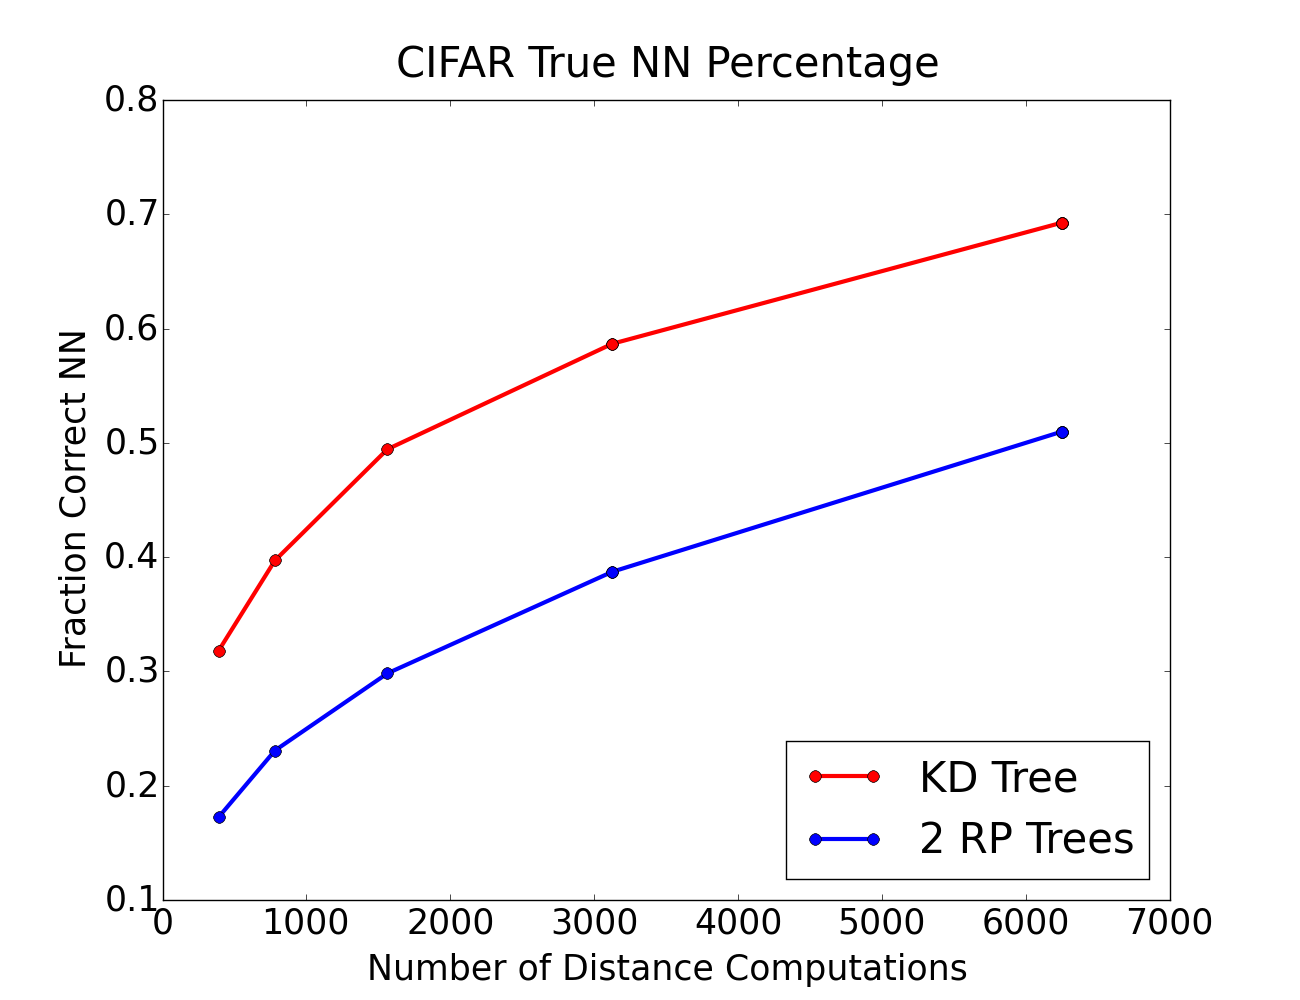 CIFAR True NN Percentage
0.8
0.7
0.6
0.5
0.4
0.3
0.2
0.1
Fraction Correct NN
KD Tree
2 RP Trees
0 1000 2000 3000 4000 5000 6000 7000
Number of Distance Computations